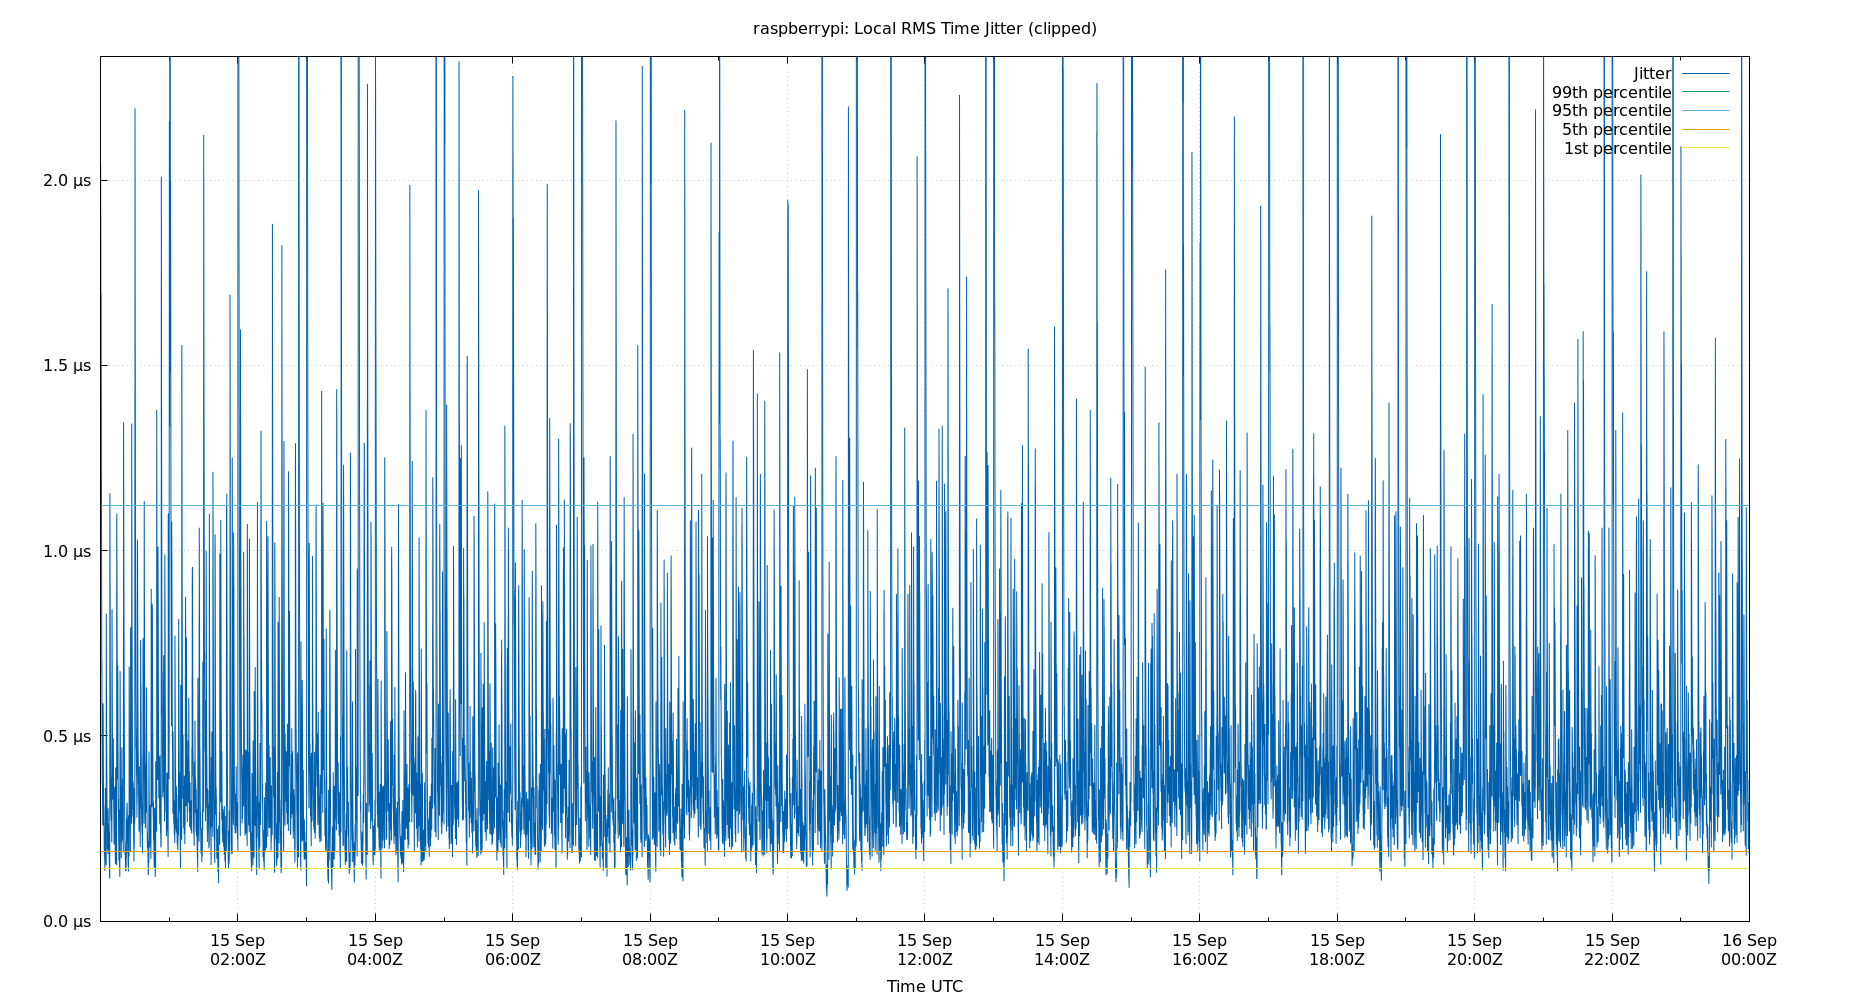 raspberrypi: Local RMS Time Jitter (clipped)
Jitter
99th percentile
95th percentile
5th percentile
1st percentile
2.0 μs
1.5 μs
1.0 μs
0.5 μs
0.0 μs
15 Sep 15 Sep 15 Sep 15 Sep 15 Sep 15 Sep 15 Sep 15 Sep 15 Sep 15 Sep 15 Sep 16 Sep
02:00Z 04:00Z 06:00Z 08:00Z 10:00Z 12:00Z 14:00Z 16:00Z 18:00Z 20:00Z 22:00Z 00:00Z
Time UTC